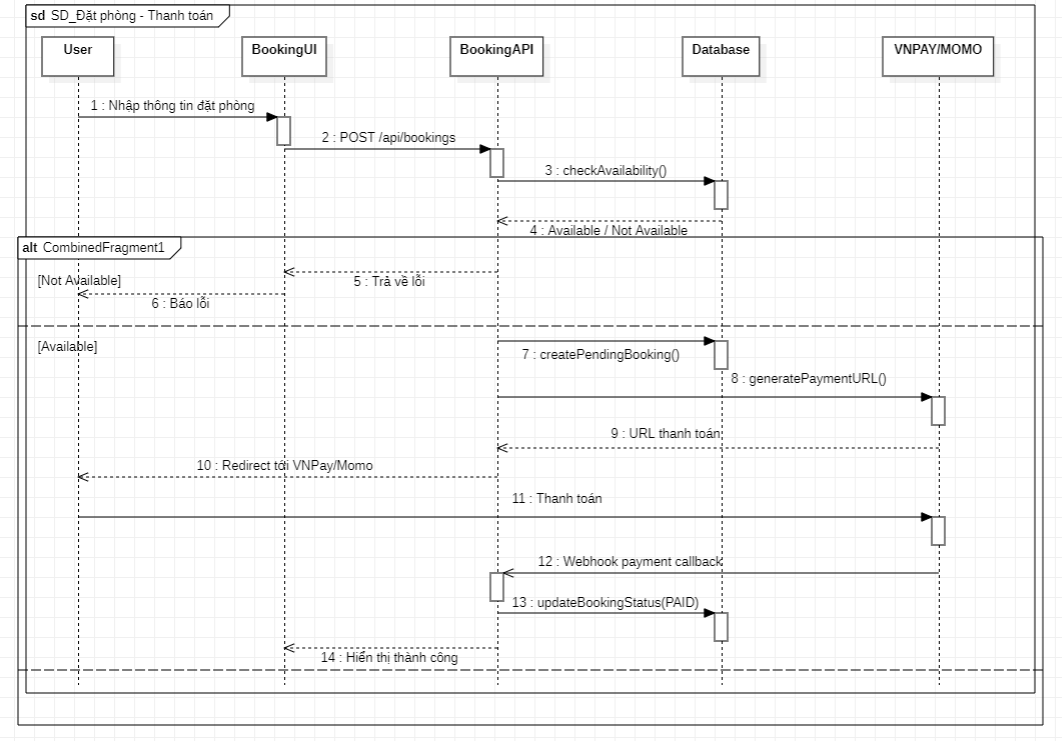 sd SD_Đặt phòng - Thanh toán
User
BookingUI
BookingAPI
Database
VNPAY/MOMO
1 : Nhập thông tin đặt phòng
2 : POST /api/bookings
3 : checkAvailability()
4 : Available / Not Available
alt CombinedFragment1
[Not Available]
5 : Trả về lỗi
6 : Báo lỗi
[Available]
7 : createPendingBooking()
8 : generatePaymentURL()
9 : URL thanh toán
10 : Redirect tới VNPay/Momo
11 : Thanh toán
12 : Webhook payment callback
13 : updateBookingStatus(PAID)
14 : Hiển thị thành công